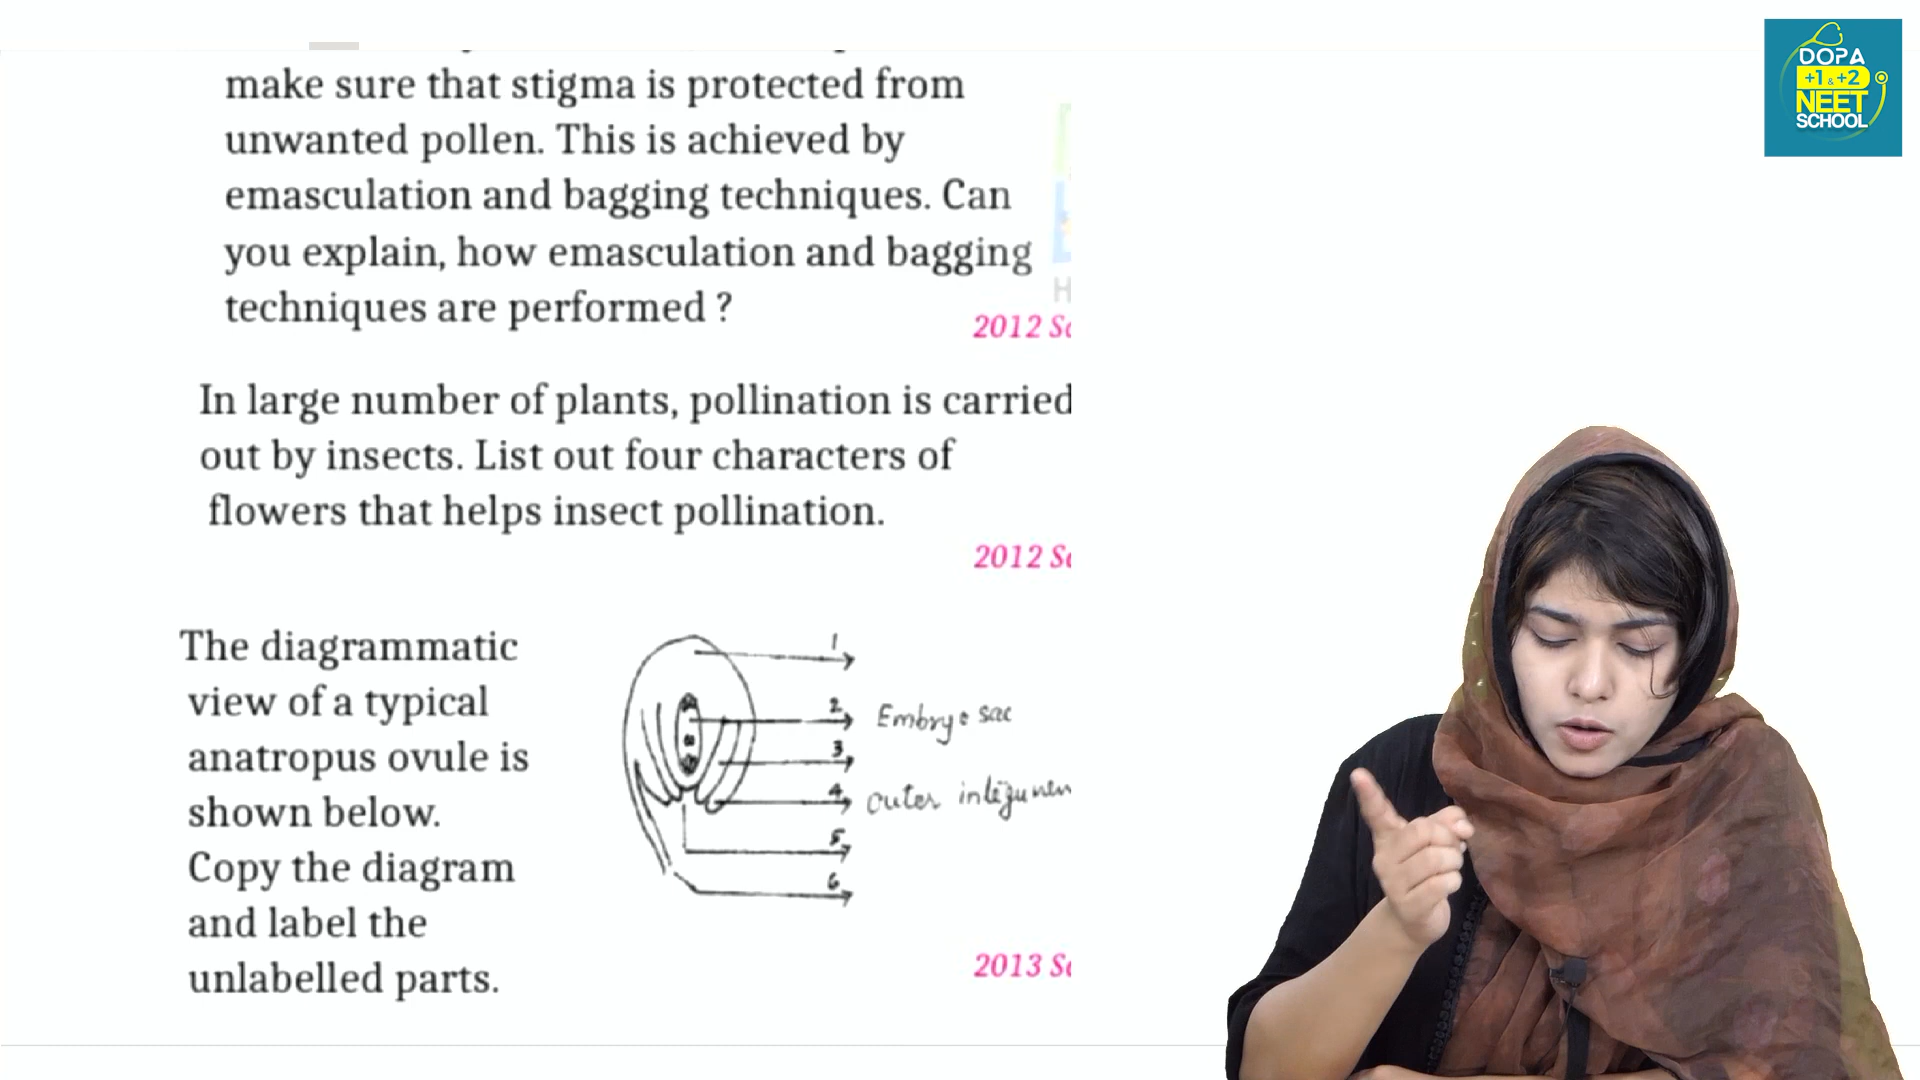 make sure that stigma is protected from
unwanted pollen. This is achieved by
emasculation and bagging techniques. Can
you explain, how emasculation and bagging
techniques are performed ?
2012
In large number of plants, pollination is carried
out by insects. List out four characters of
flowers that helps insect pollination.
2012
The diagrammatic
view of a typical
anatropus ovule is
shown below.
Copy the diagram
and label the
unlabelled parts.
1
2 Embryo sac
3
4 Outer
5
6
2013
DOPA
+1 & +2
NEET
SCHOOL